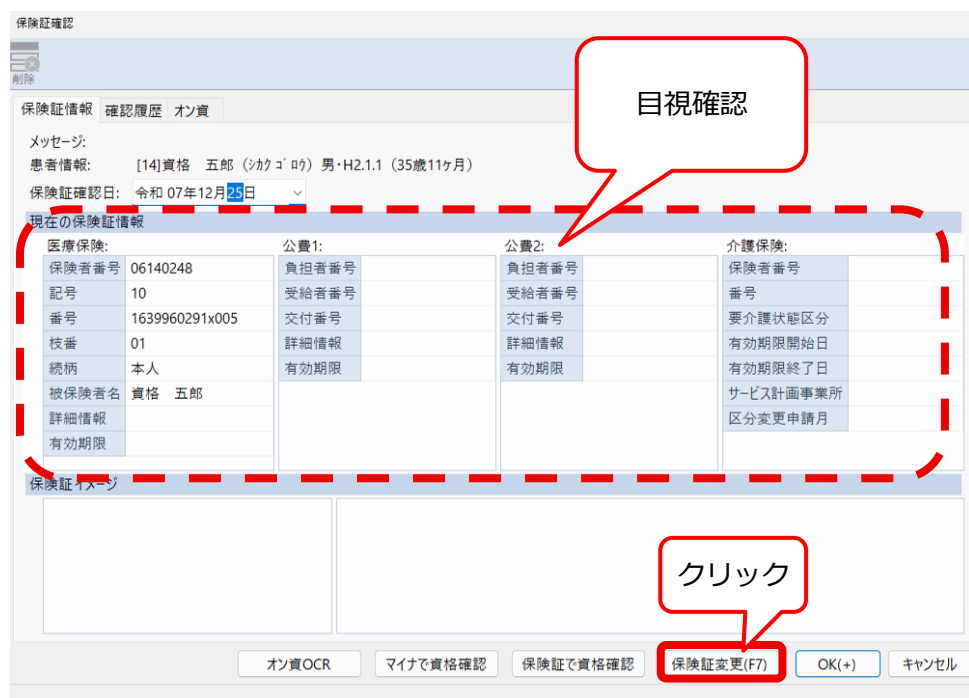 保険証確認
削除
目視確認
保険証情報 確認履歴 オン資
メッセージ:
患者情報: [14]資格　五郎（シカク ゴロウ）男・H2.1.1（35歳11ヶ月）
保険証確認日: 令和 07年12月25日
現在の保険証情報
医療保険:
保険者番号 06140248
記号 10
番号 1639960291x005
枝番 01
続柄 本人
被保険者名 資格　五郎
詳細情報
有効期限
公費1:
負担者番号
受給者番号
交付番号
詳細情報
有効期限
公費2:
負担者番号
受給者番号
交付番号
詳細情報
有効期限
介護保険:
保険者番号
番号
要介護状態区分
有効期限開始日
有効期限終了日
サービス計画事業所
区分変更申請月
保険証イメージ
クリック
オン資OCR マイナで資格確認 保険証で資格確認 保険証変更(F7) OK(+) キャンセル